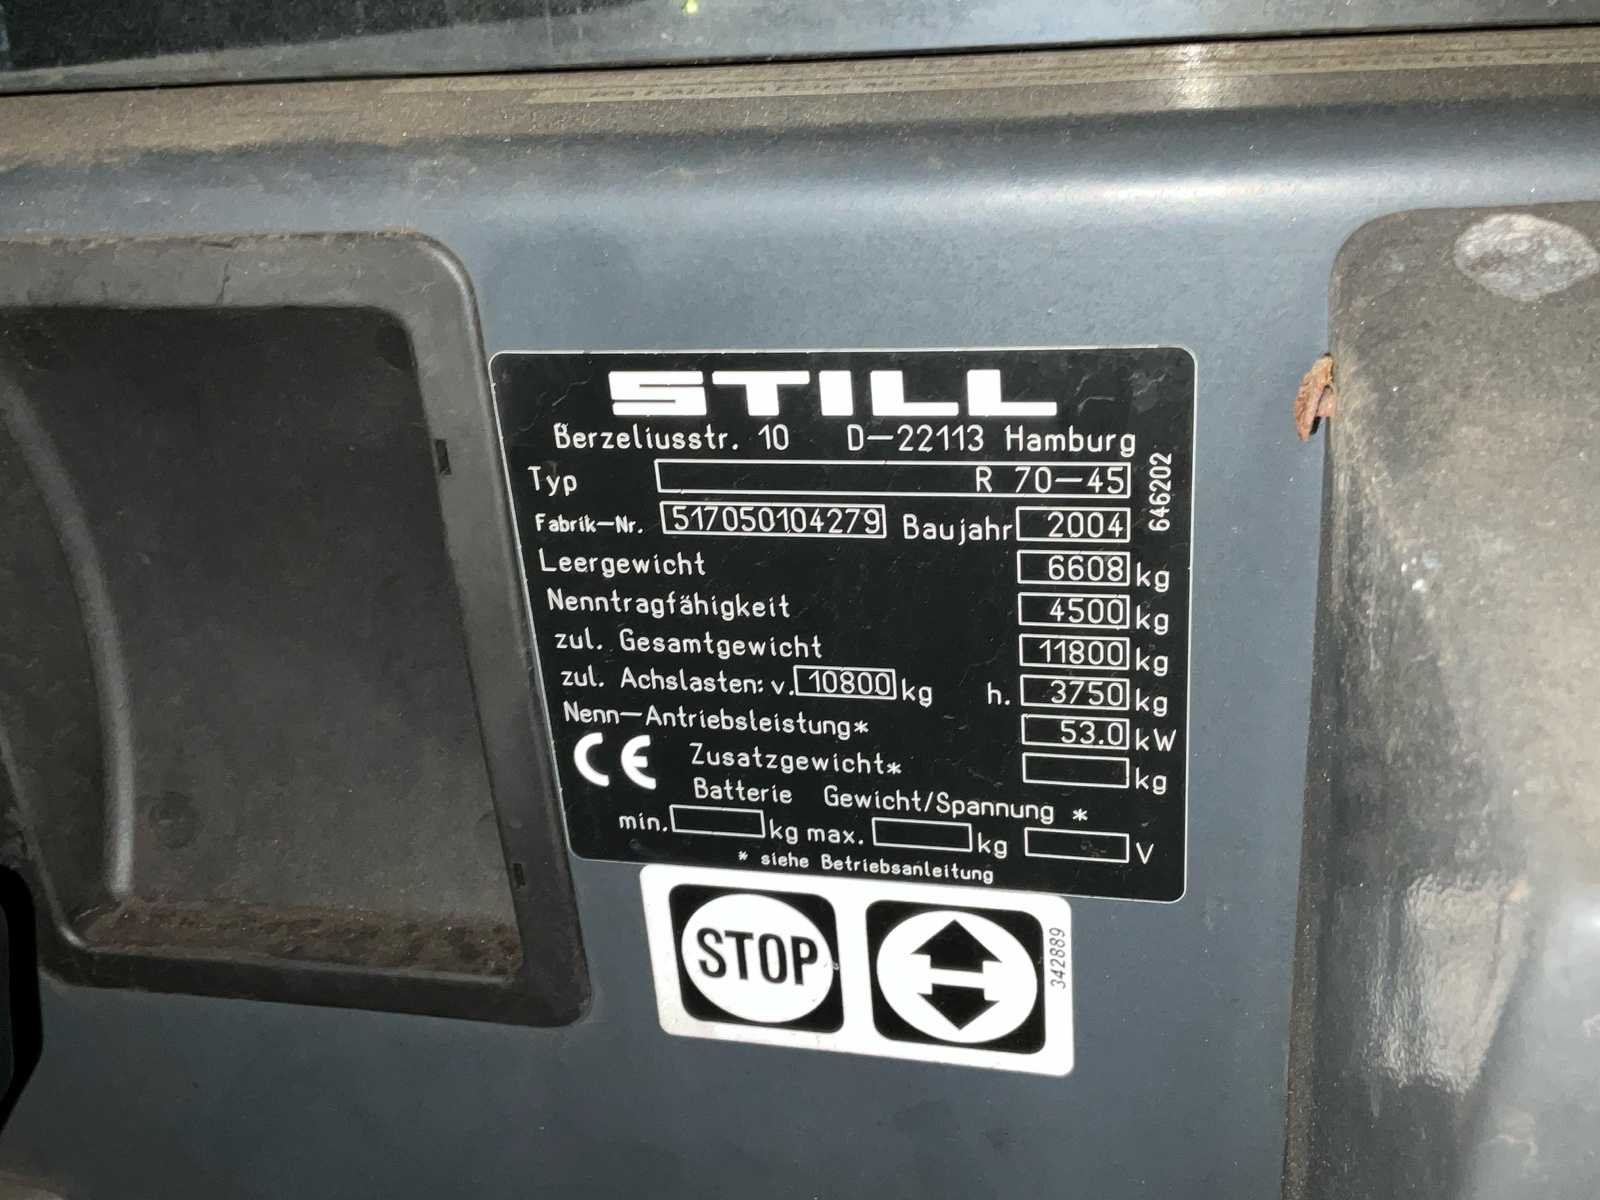 STILL
Berzeliusstr. 10 D-22113 Hamburg
Typ R 70-45
646202
Fabrik-Nr. 517050104279 Baujahr 2004
Leergewicht 6608 kg
Nenntragfähigkeit 4500 kg
zul. Gesamtgewicht 11800 kg
zul. Achslasten: v. 10800 kg h. 3750 kg
Nenn-Antriebsleistung* 53.0 kW
CE Zusatzgewicht* kg
Batterie Gewicht/Spannung *
min. kg max. kg V
* siehe Betriebsanleitung
STOP
342889